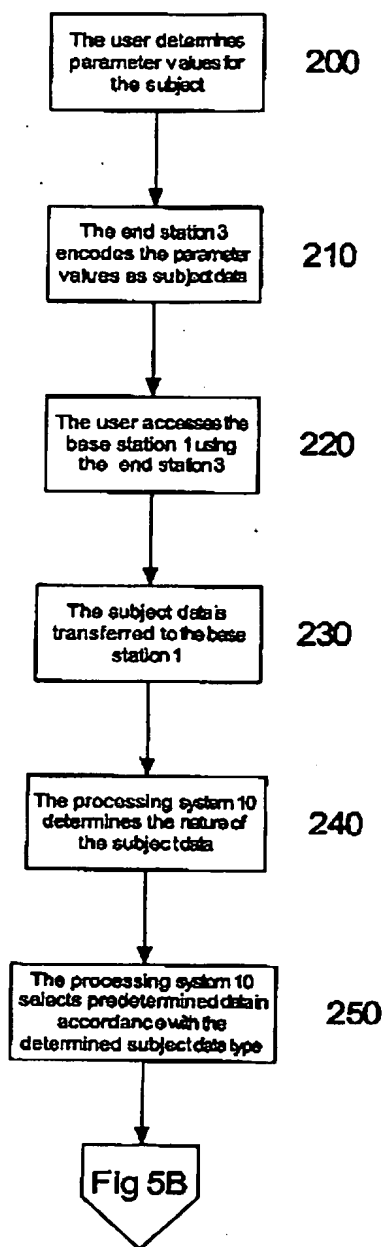 The user determines
parameter values for
the subject
200
The end station 3
encodes the parameter
values as subject data
210
The user accesses the
base station 1 using
the end station 3
220
The subject data is
transferred to the base
station 1
230
The processing system 10
determines the nature of
the subject data
240
The processing system 10
selects predetermined data in
accordance with the
determined subject data type
250
Fig 5B